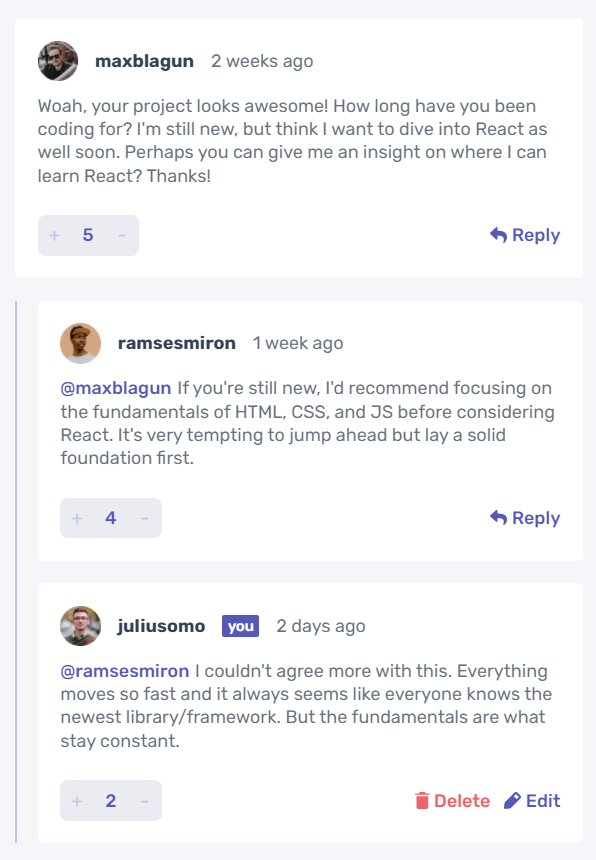 maxblagun 2 weeks ago
Woah, your project looks awesome! How long have you been
coding for? I'm still new, but think I want to dive into React as
well soon. Perhaps you can give me an insight on where I can
learn React? Thanks!
+ 5 - Reply
ramsesmiron 1 week ago
@maxblagun If you're still new, I'd recommend focusing on
the fundamentals of HTML, CSS, and JS before considering
React. It's very tempting to jump ahead but lay a solid
foundation first.
+ 4 - Reply
juliusomo you 2 days ago
@ramsesmiron I couldn't agree more with this. Everything
moves so fast and it always seems like everyone knows the
newest library/framework. But the fundamentals are what
stay constant.
+ 2 - Delete Edit